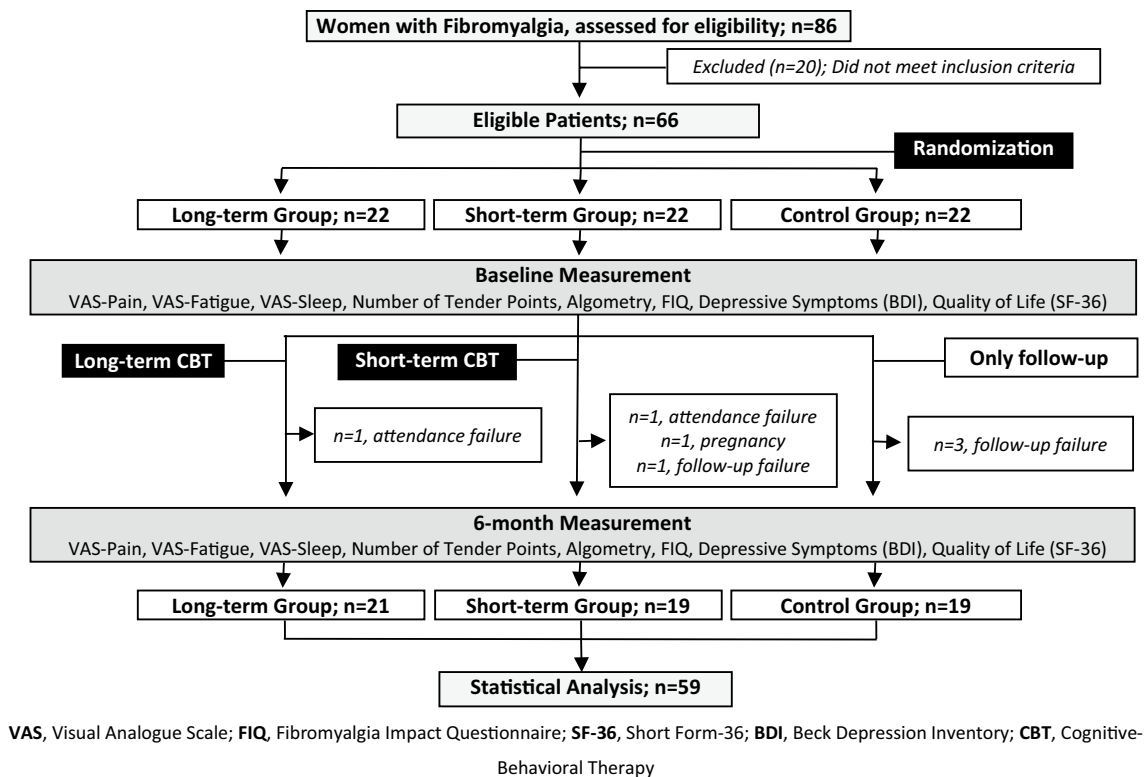 Women with Fibromyalgia, assessed for eligibility; n=86
Excluded (n=20); Did not meet inclusion criteria
Eligible Patients; n=66
Randomization
Long-term Group; n=22
Short-term Group; n=22
Control Group; n=22
Baseline Measurement
VAS-Pain, VAS-Fatigue, VAS-Sleep, Number of Tender Points, Algometry, FIQ, Depressive Symptoms (BDI), Quality of Life (SF-36)
Long-term CBT
Short-term CBT
Only follow-up
n=1, attendance failure
n=1, attendance failure
n=1, pregnancy
n=1, follow-up failure
n=3, follow-up failure
6-month Measurement
VAS-Pain, VAS-Fatigue, VAS-Sleep, Number of Tender Points, Algometry, FIQ, Depressive Symptoms (BDI), Quality of Life (SF-36)
Long-term Group; n=21
Short-term Group; n=19
Control Group; n=19
Statistical Analysis; n=59
VAS, Visual Analogue Scale; FIQ, Fibromyalgia Impact Questionnaire; SF-36, Short Form-36; BDI, Beck Depression Inventory; CBT, Cognitive-
Behavioral Therapy